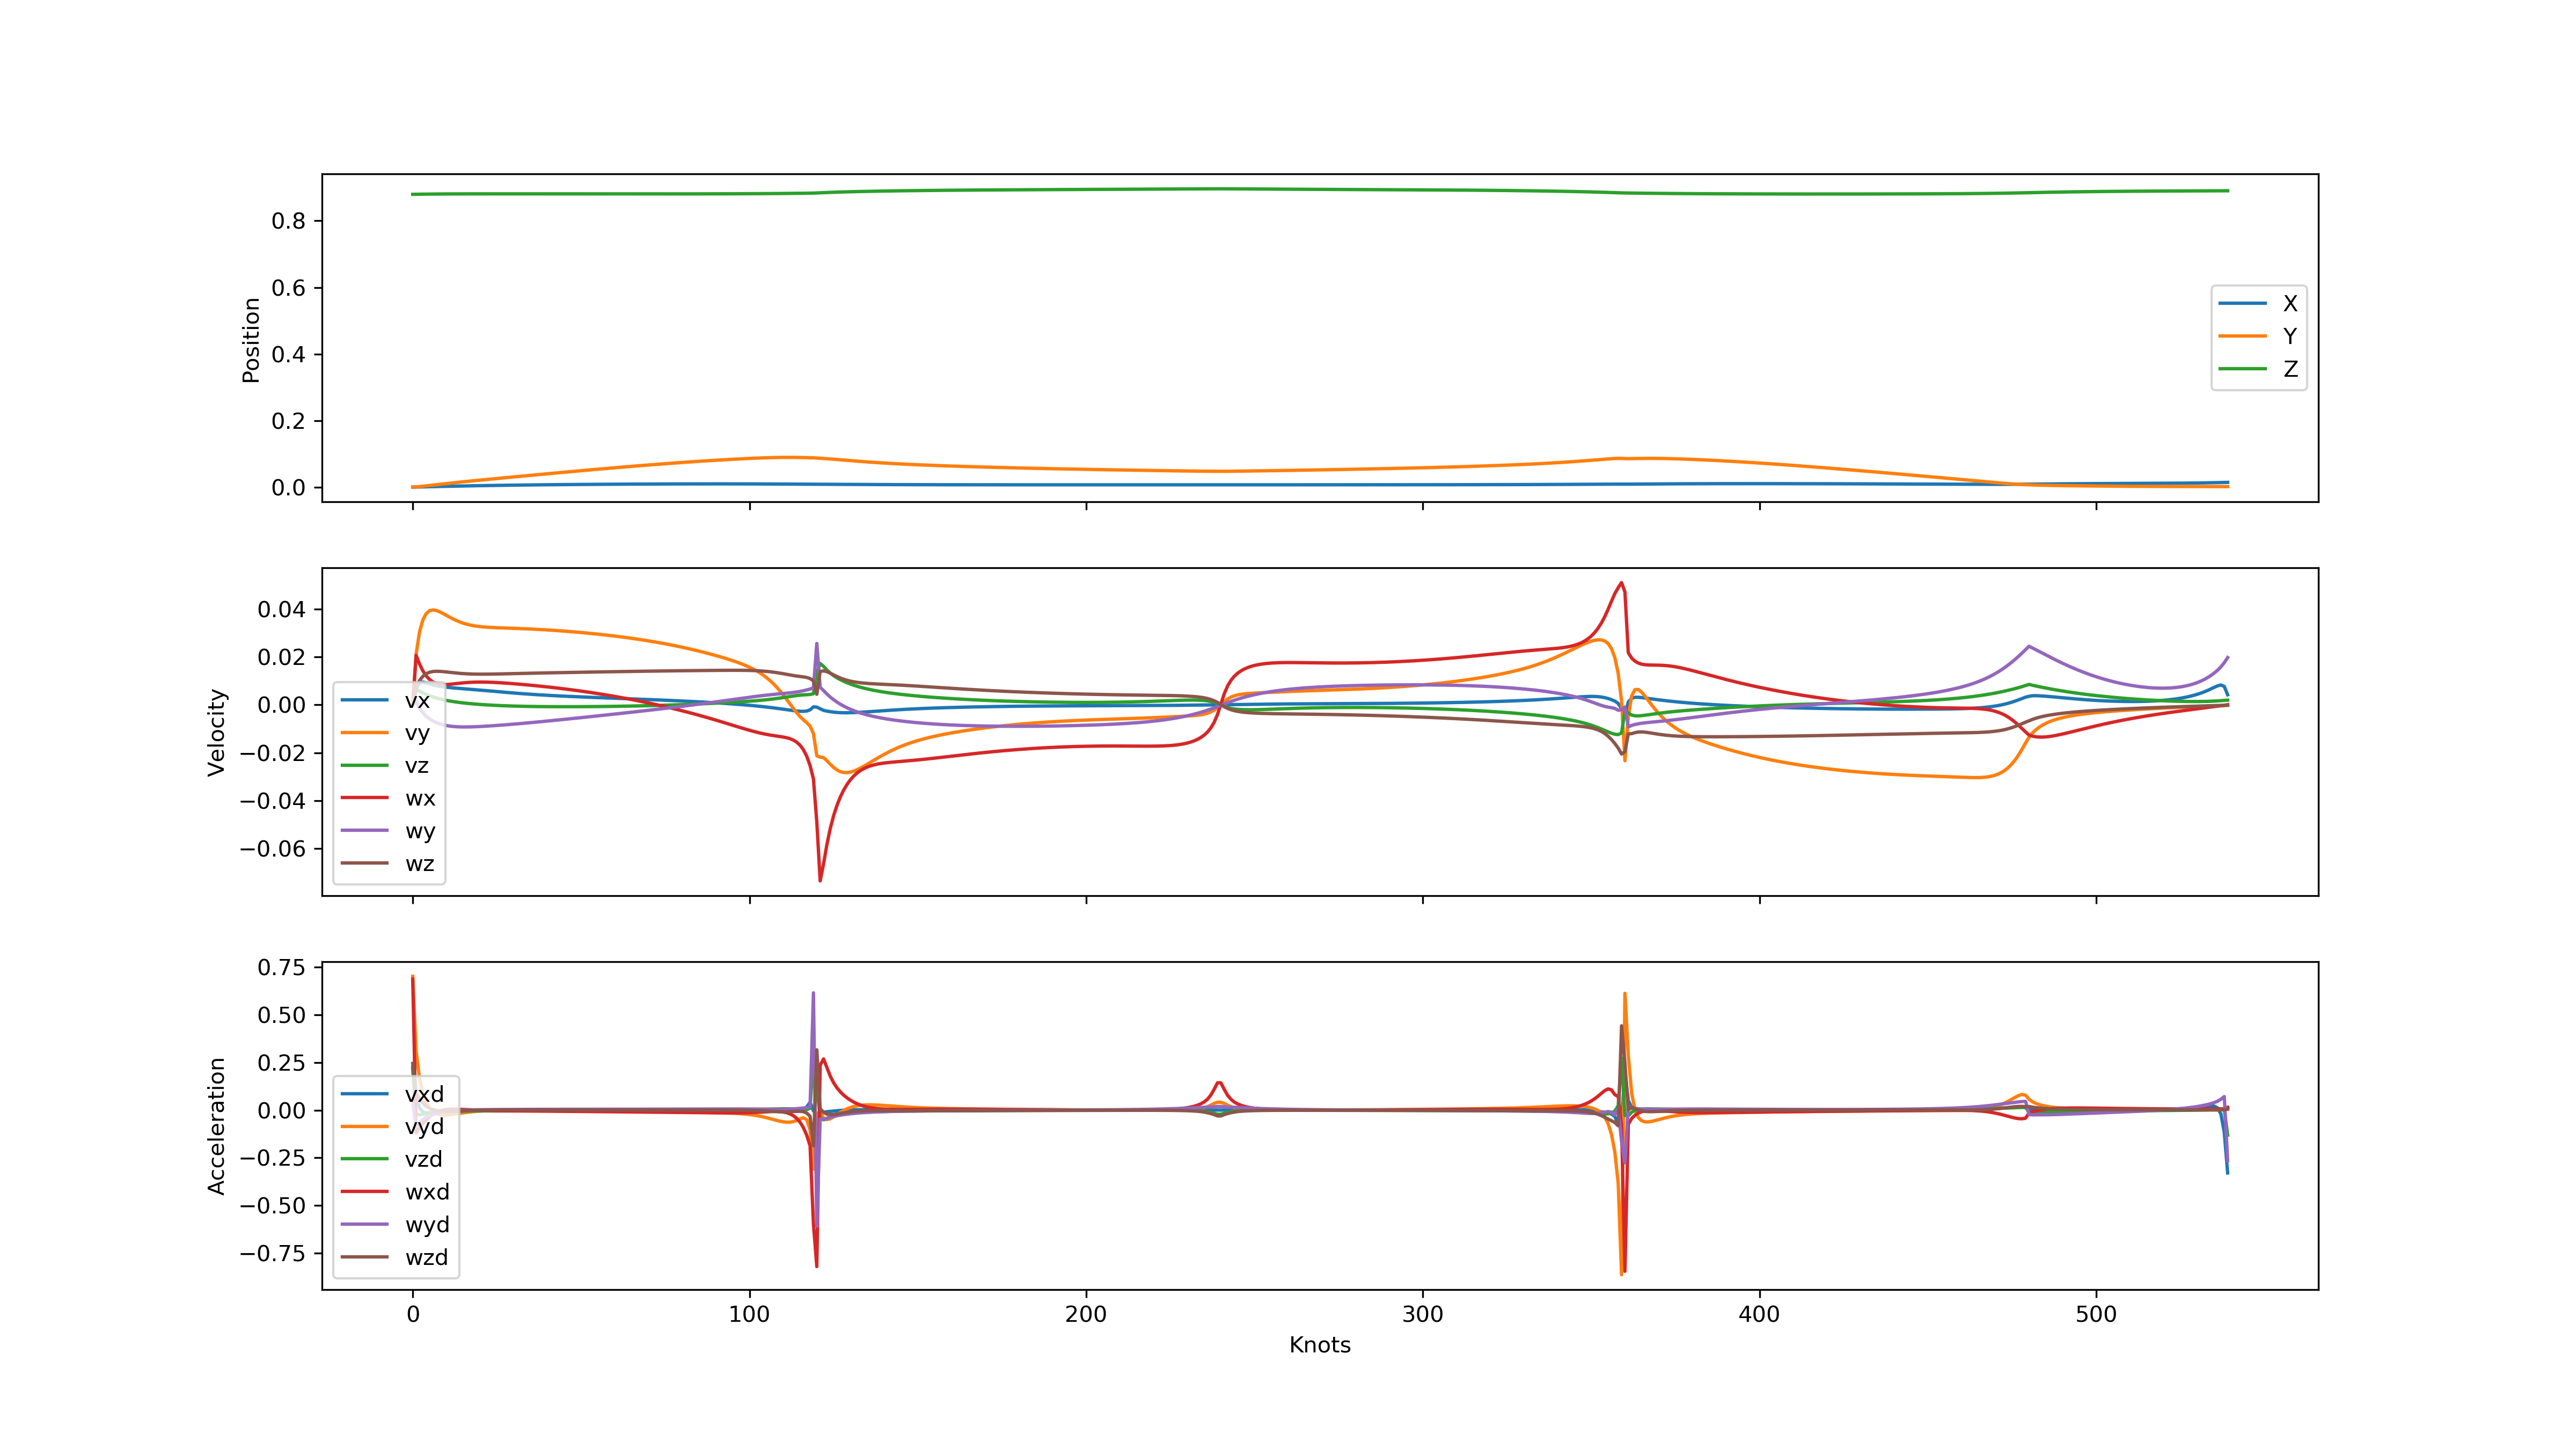 0.8
0.6
0.4
0.2
0.0
Position
X
Y
Z
0.04
0.02
0.00
−0.02
−0.04
−0.06
Velocity
vx
vy
vz
wx
wy
wz
0.75
0.50
0.25
0.00
−0.25
−0.50
−0.75
Acceleration
vxd
vyd
vzd
wxd
wyd
wzd
0 100 200 300 400 500
Knots